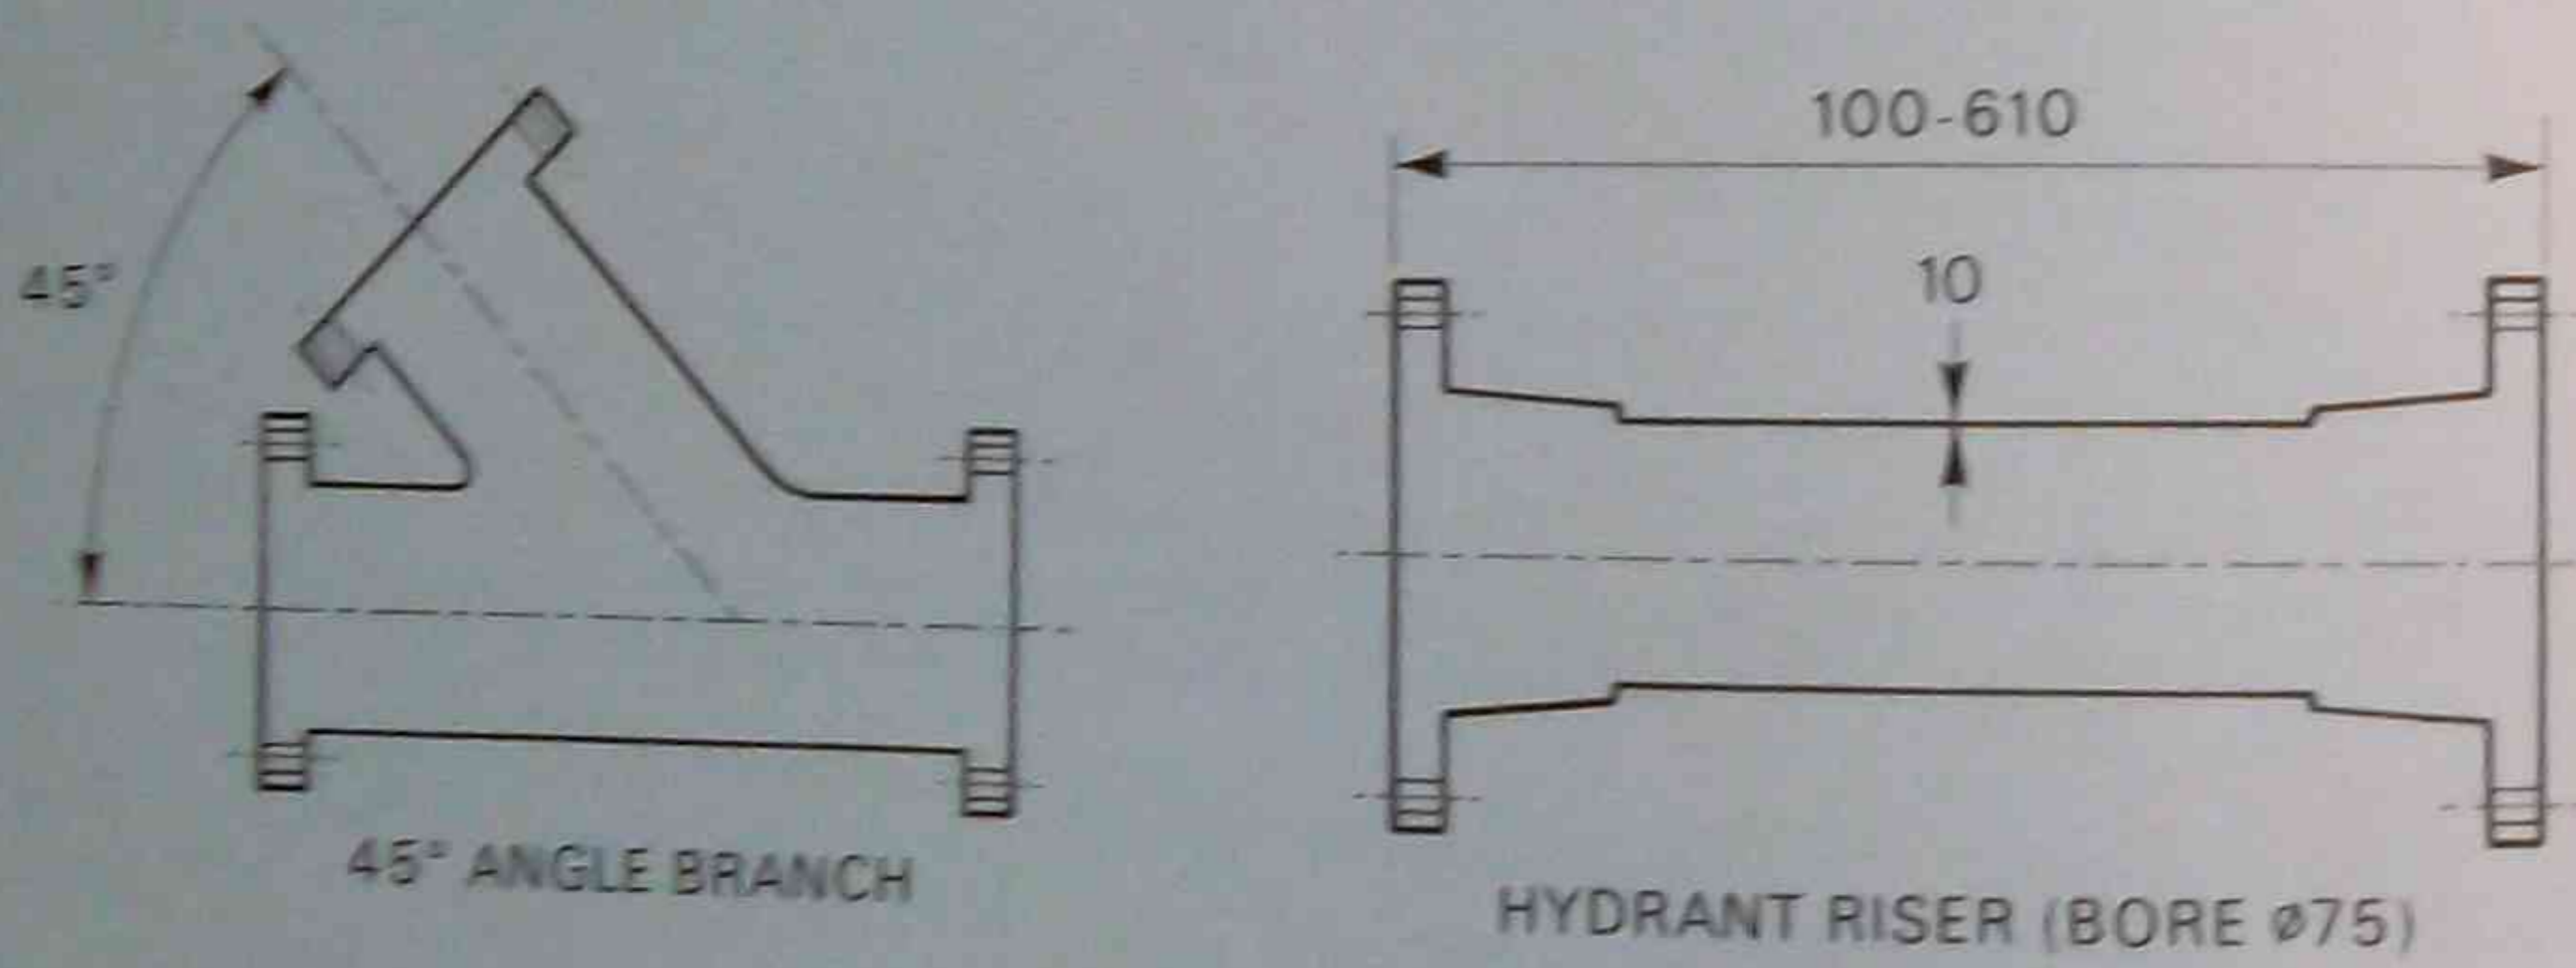 45°
45° ANGLE BRANCH
100-610
10
HYDRANT RISER (BORE ø75)